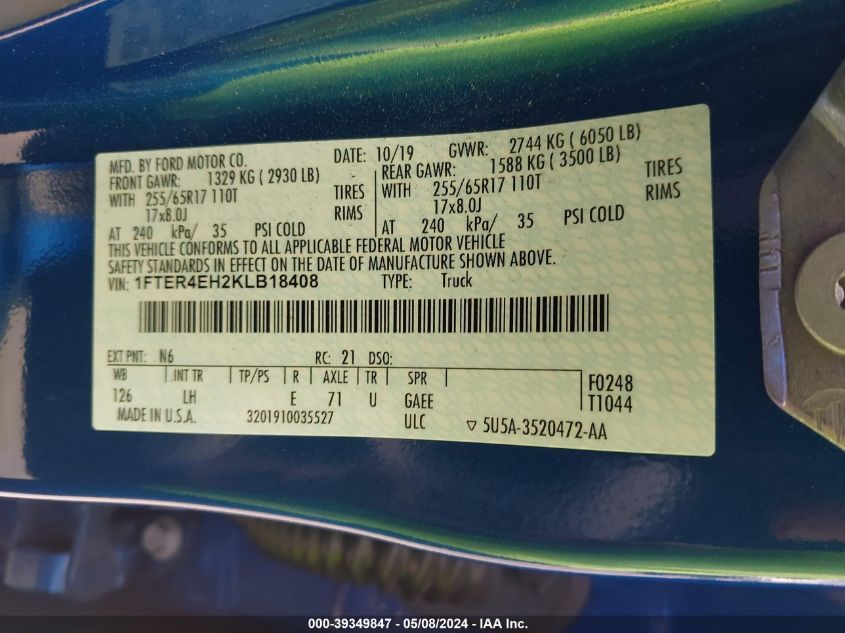 MFD. BY FORD MOTOR CO. DATE: 10/19 GVWR: 2744 KG ( 6050 LB)
FRONT GAWR: 1329 KG ( 2930 LB) REAR GAWR: 1588 KG ( 3500 LB)
WITH 255/65R17 110T TIRES WITH 255/65R17 110T TIRES
17x8.0J RIMS 17x8.0J RIMS
AT 240 kPa/ 35 PSI COLD AT 240 kPa/ 35 PSI COLD
THIS VEHICLE CONFORMS TO ALL APPLICABLE FEDERAL MOTOR VEHICLE
SAFETY STANDARDS IN EFFECT ON THE DATE OF MANUFACTURE SHOWN ABOVE.
VIN: 1FTER4EH2KLB18408 TYPE: Truck
EXT PNT: N6 RC: 21 DSO:
WB INT TR TP/PS R AXLE TR SPR F0248
126 LH E 71 U GAEE T1044
MADE IN U.S.A. 3201910035527 ULC ▽ 5U5A-3520472-AA
000-39349847 — 05/08/2024 — IAA Inc.